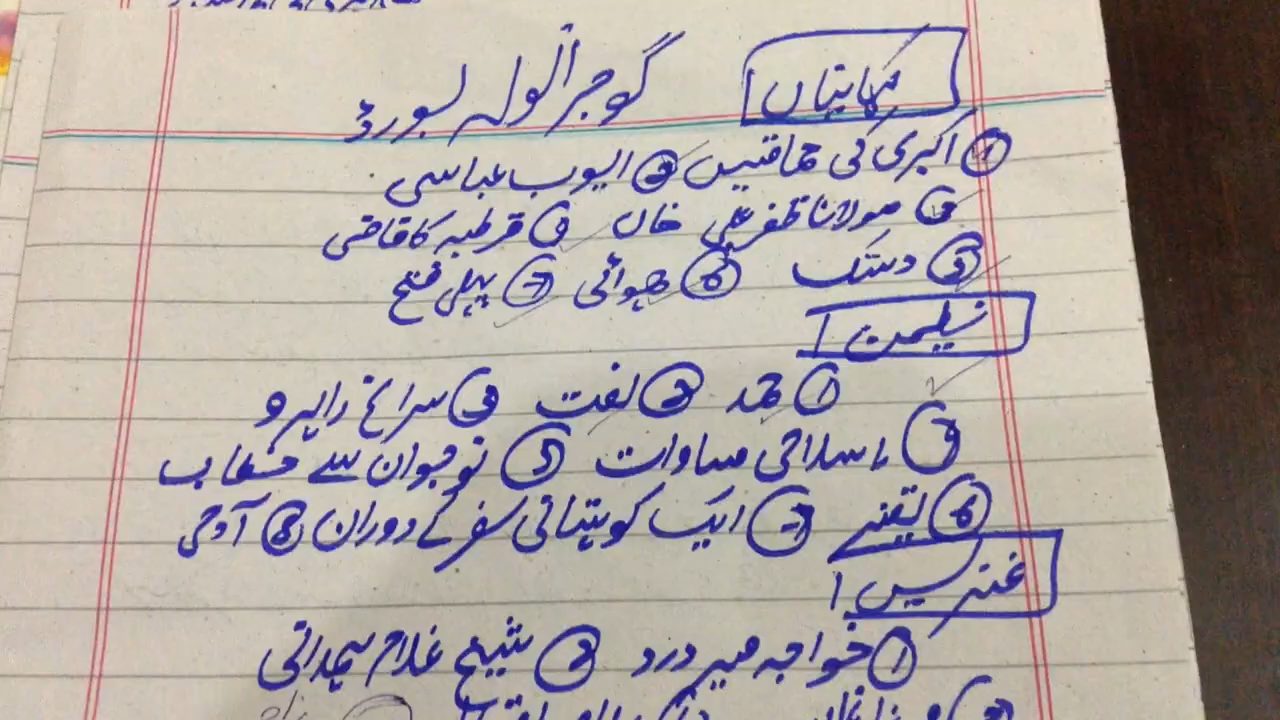 کہانیاں گوجرانوالہ بورڈ
① اکبری کی حماقتیں ② ایوب عباسی
③ مولانا ظفر علی خاں ④ قرطبہ کا قاضی
⑤ دستک ⑥ ہوائی ⑦ پہلی فتح
نظمیں
① حمد ② نعت ③ سراغ راہرو
④ اسلامی مساوات ⑤ نوجوان سے خطاب
⑥ ⑦ ایک کوہستانی سفر کے دوران ⑧ آدمی
غزلیں
① خواجہ میر درد ② شیخ غلام ہمدانی